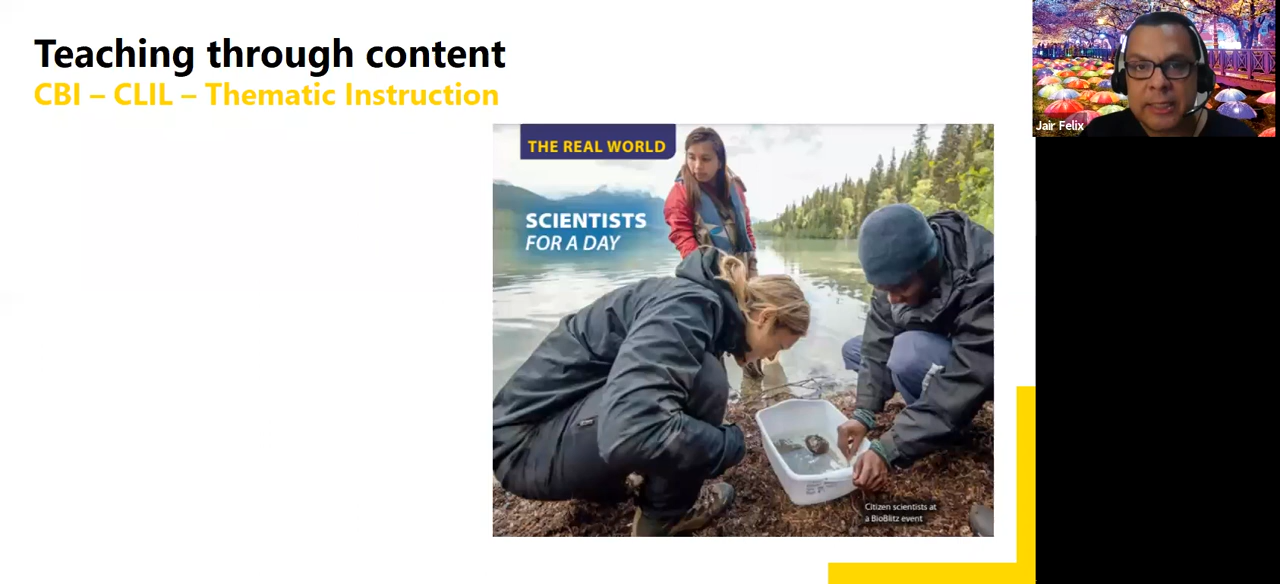 Teaching through content
CBI – CLIL – Thematic Instruction
THE REAL WORLD
SCIENTISTS
FOR A DAY
Citizen scientists at
a BioBlitz event
Jair Felix